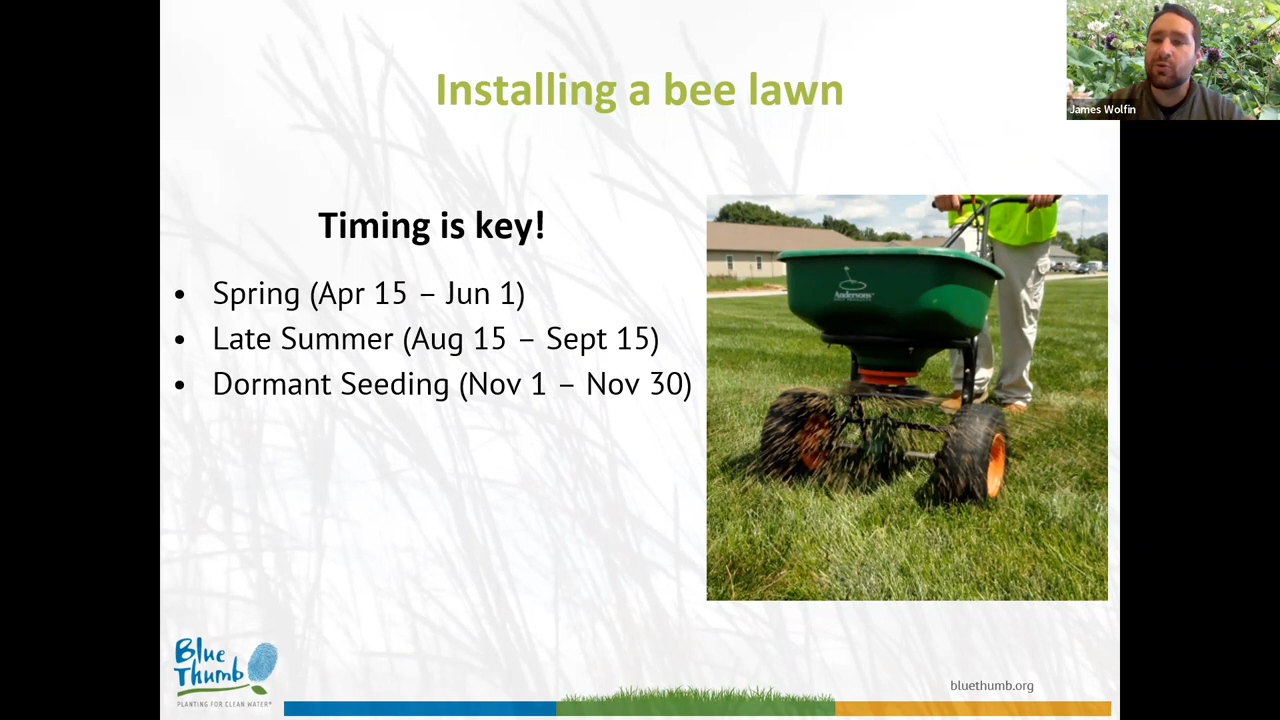 Installing a bee lawn
James Wolfin
Timing is key!
• Spring (Apr 15 – Jun 1)
• Late Summer (Aug 15 – Sept 15)
• Dormant Seeding (Nov 1 – Nov 30)
Andersons
Blue
Thumb
PLANTING FOR CLEAN WATER®
bluethumb.org